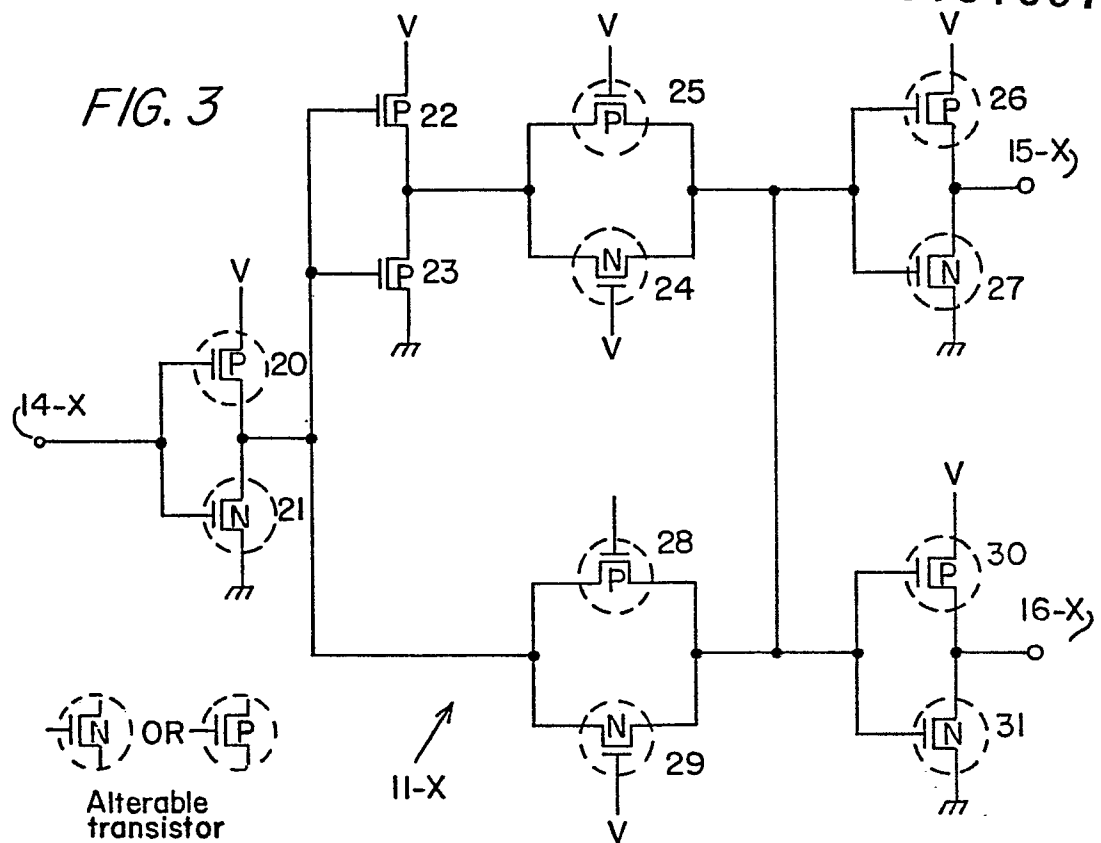 V
V
V
FIG. 3
P
22
25
P
P
26
15-X
P
23
N
24
N
27
V
V
14-X
P
20
N
21
V
28
P
P
30
16-X
N
29
N
31
N OR P
11-X
V
Alterable
transistor